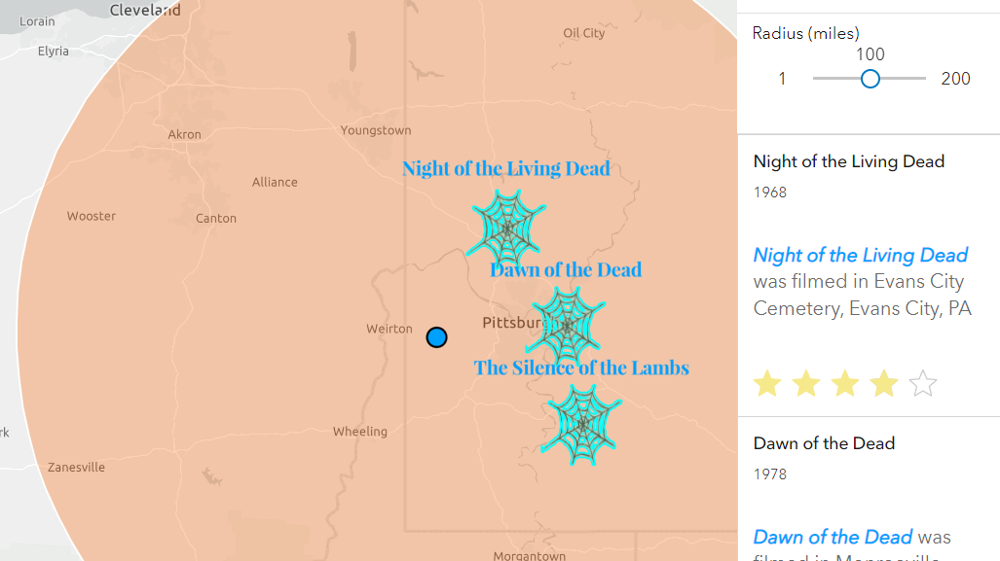 Cleveland
Lorain
Oil City
Elyria
Youngstown
Akron
Night of the Living Dead
Alliance
Wooster
Canton
Dawn of the Dead
Pittsburg
Weirton
The Silence of the Lambs
Wheeling
rk
Zanesville
Morgantown
Radius (miles)
100
1
200
Night of the Living Dead
1968
Night of the Living Dead
was filmed in Evans City
Cemetery, Evans City, PA
Dawn of the Dead
1978
Dawn of the Dead was
filmed in Monroeville